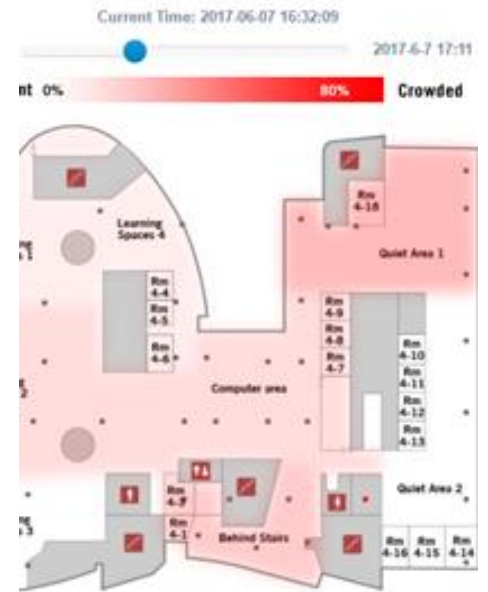 Current Time: 2017-06-07 16:32:09
2017-6-7 17:11
nt 0%
80%
Crowded
Rm
4-18
Learning
Spaces 4
Quiet Area 1
Rm
4-4
Rm
4-5
Rm
4-6
Rm
4-9
Rm
4-8
Rm
4-7
Rm
4-10
Rm
4-11
Rm
4-12
Rm
4-13
Computer area
2
Rm
4-1
Behind Stairs
Quiet Area 2
3
Rm
4-16
Rm
4-15
Rm
4-14